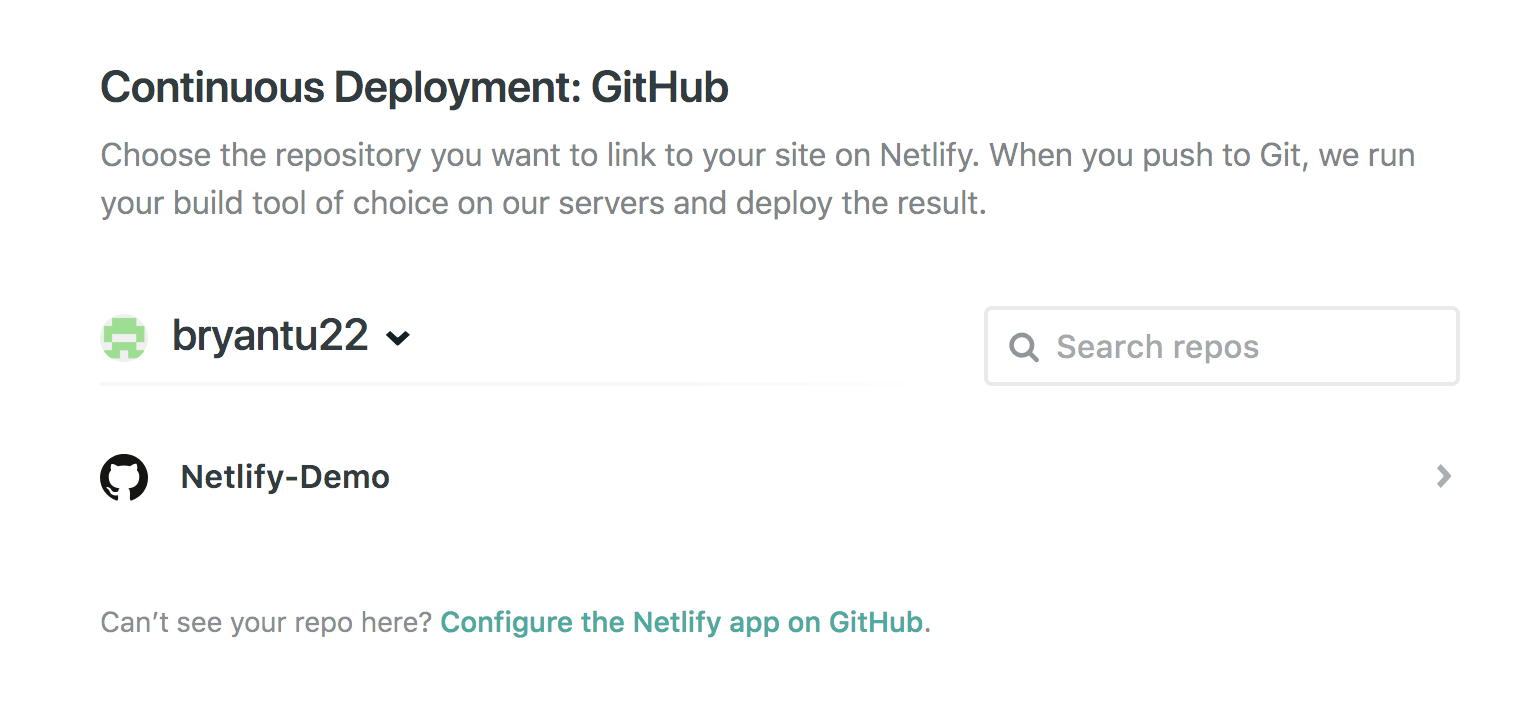 Continuous Deployment: GitHub
Choose the repository you want to link to your site on Netlify. When you push to Git, we run
your build tool of choice on our servers and deploy the result.
bryantu22
Search repos
Netlify-Demo
Can’t see your repo here? Configure the Netlify app on GitHub.